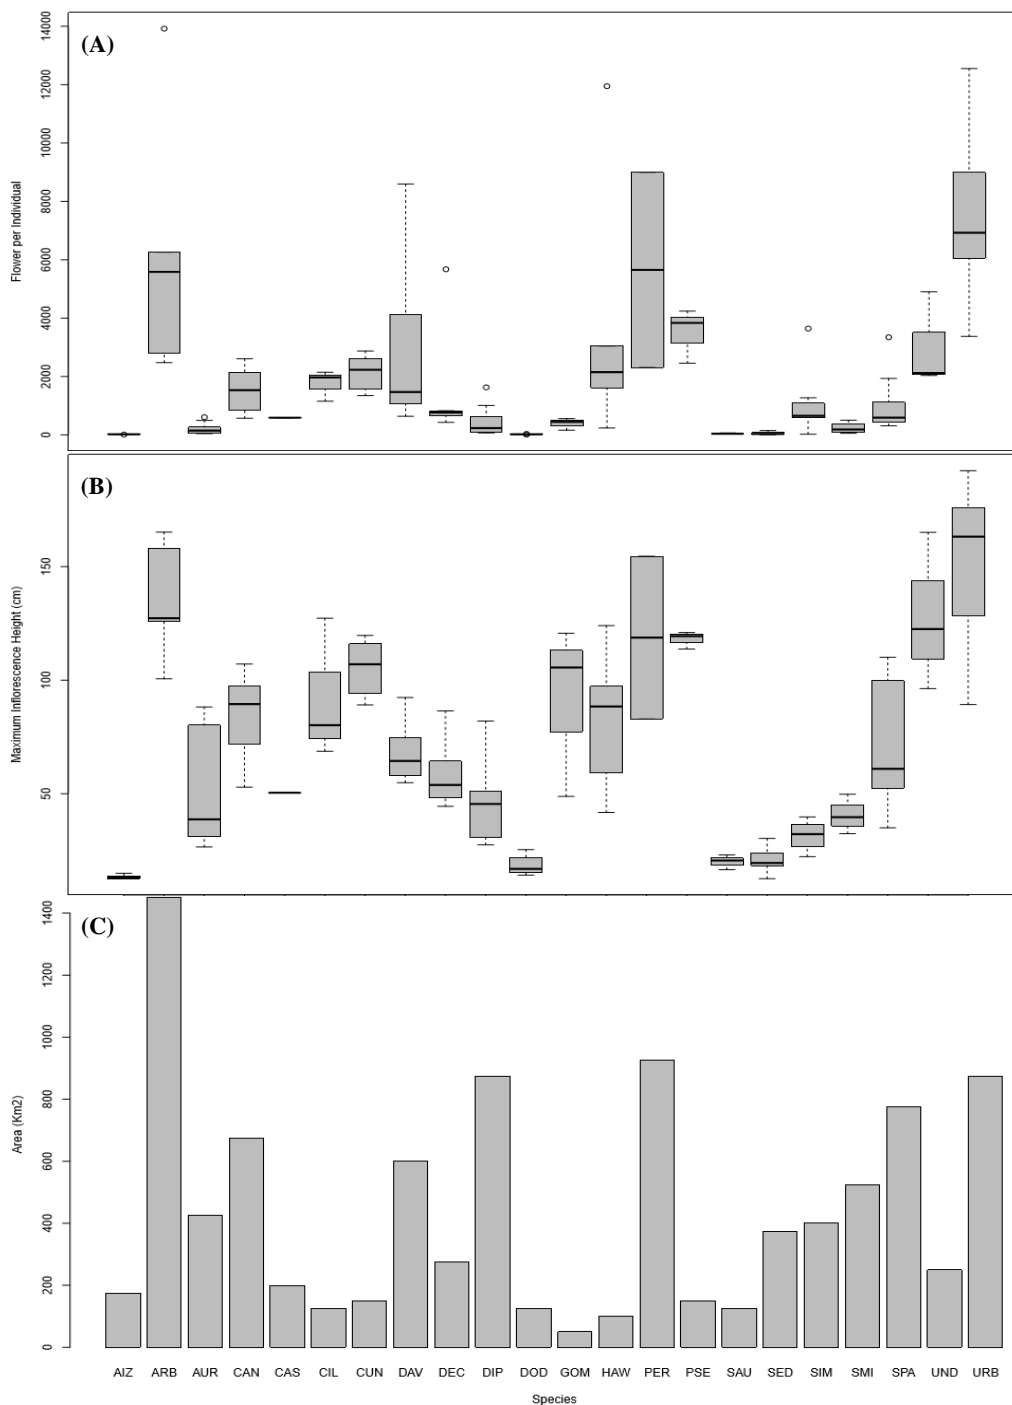 (A)
14000
12000
10000
8000
6000
4000
2000
0
Flower per Individual
(B)
150
100
50
Maximum Inflorescence Height (cm)
(C)
1400
1200
1000
800
600
400
200
0
Area (Km2)
AIZ ARB AUR CAN CAS CIL CUN DAV DEC DIP DOD GOM HAW PER PSE SAU SED SIM SMI SPA UND URB
Species